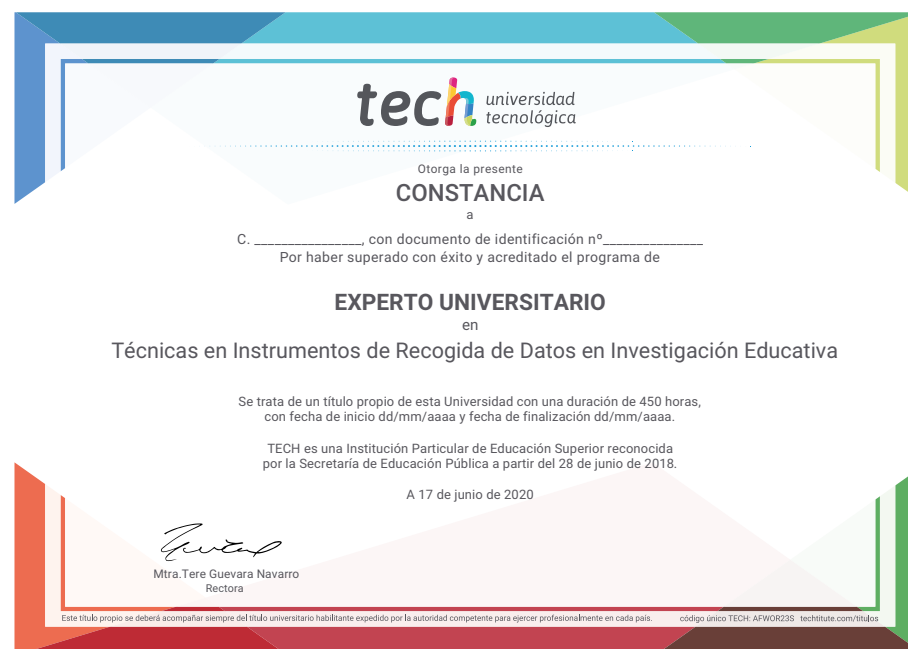 tech universidad
tecnológica
Otorga la presente
CONSTANCIA
a
C. ________________, con documento de identificación nº_______________
Por haber superado con éxito y acreditado el programa de
EXPERTO UNIVERSITARIO
en
Técnicas en Instrumentos de Recogida de Datos en Investigación Educativa
Se trata de un título propio de esta Universidad con una duración de 450 horas,
con fecha de inicio dd/mm/aaaa y fecha de finalización dd/mm/aaaa.
TECH es una Institución Particular de Educación Superior reconocida
por la Secretaría de Educación Pública a partir del 28 de junio de 2018.
A 17 de junio de 2020
Mtra.Tere Guevara Navarro
Rectora
Este título propio se deberá acompañar siempre del título universitario habilitante expedido por la autoridad competente para ejercer profesionalmente en cada país. código único TECH: AFWOR23S techtitute.com/titulos